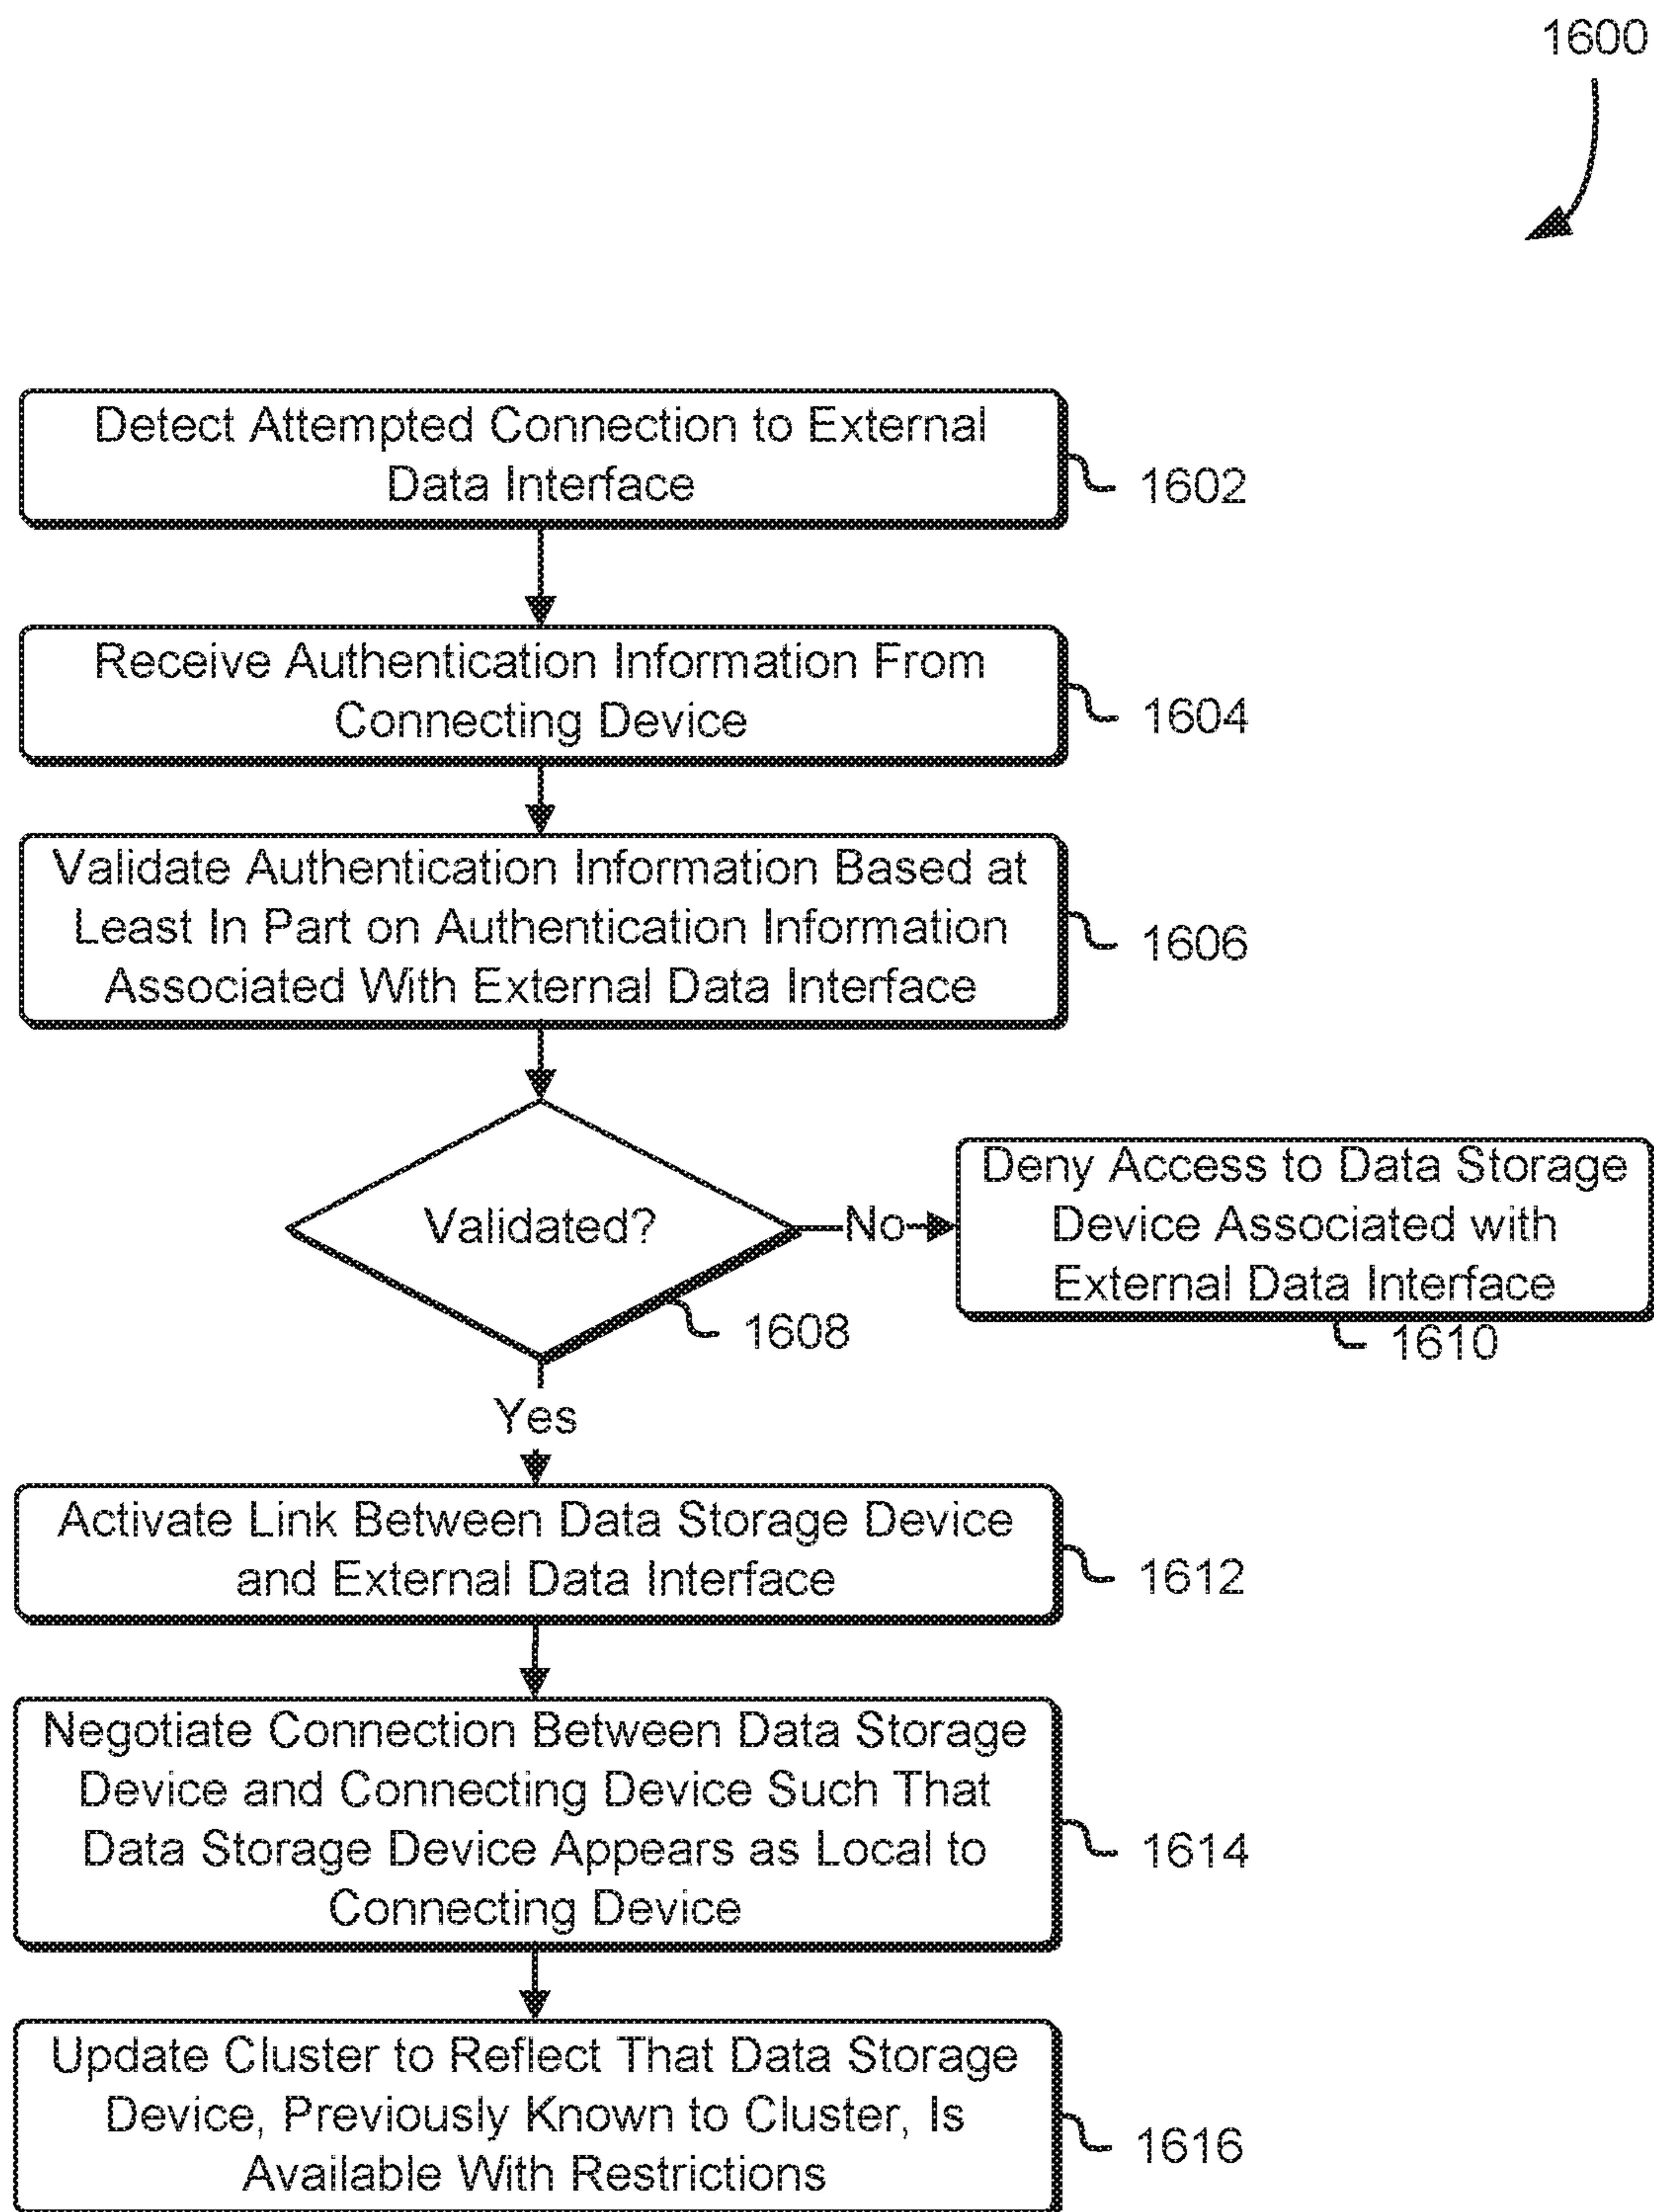 1600
Detect Attempted Connection to External
Data Interface
1602
Receive Authentication Information From
Connecting Device
1604
Validate Authentication Information Based at
Least In Part on Authentication Information
Associated With External Data Interface
1606
Validated?
1608
No
Deny Access to Data Storage
Device Associated with
External Data Interface
1610
Yes
Activate Link Between Data Storage Device
and External Data Interface
1612
Negotiate Connection Between Data Storage
Device and Connecting Device Such That
Data Storage Device Appears as Local to
Connecting Device
1614
Update Cluster to Reflect That Data Storage
Device, Previously Known to Cluster, Is
Available With Restrictions
1616